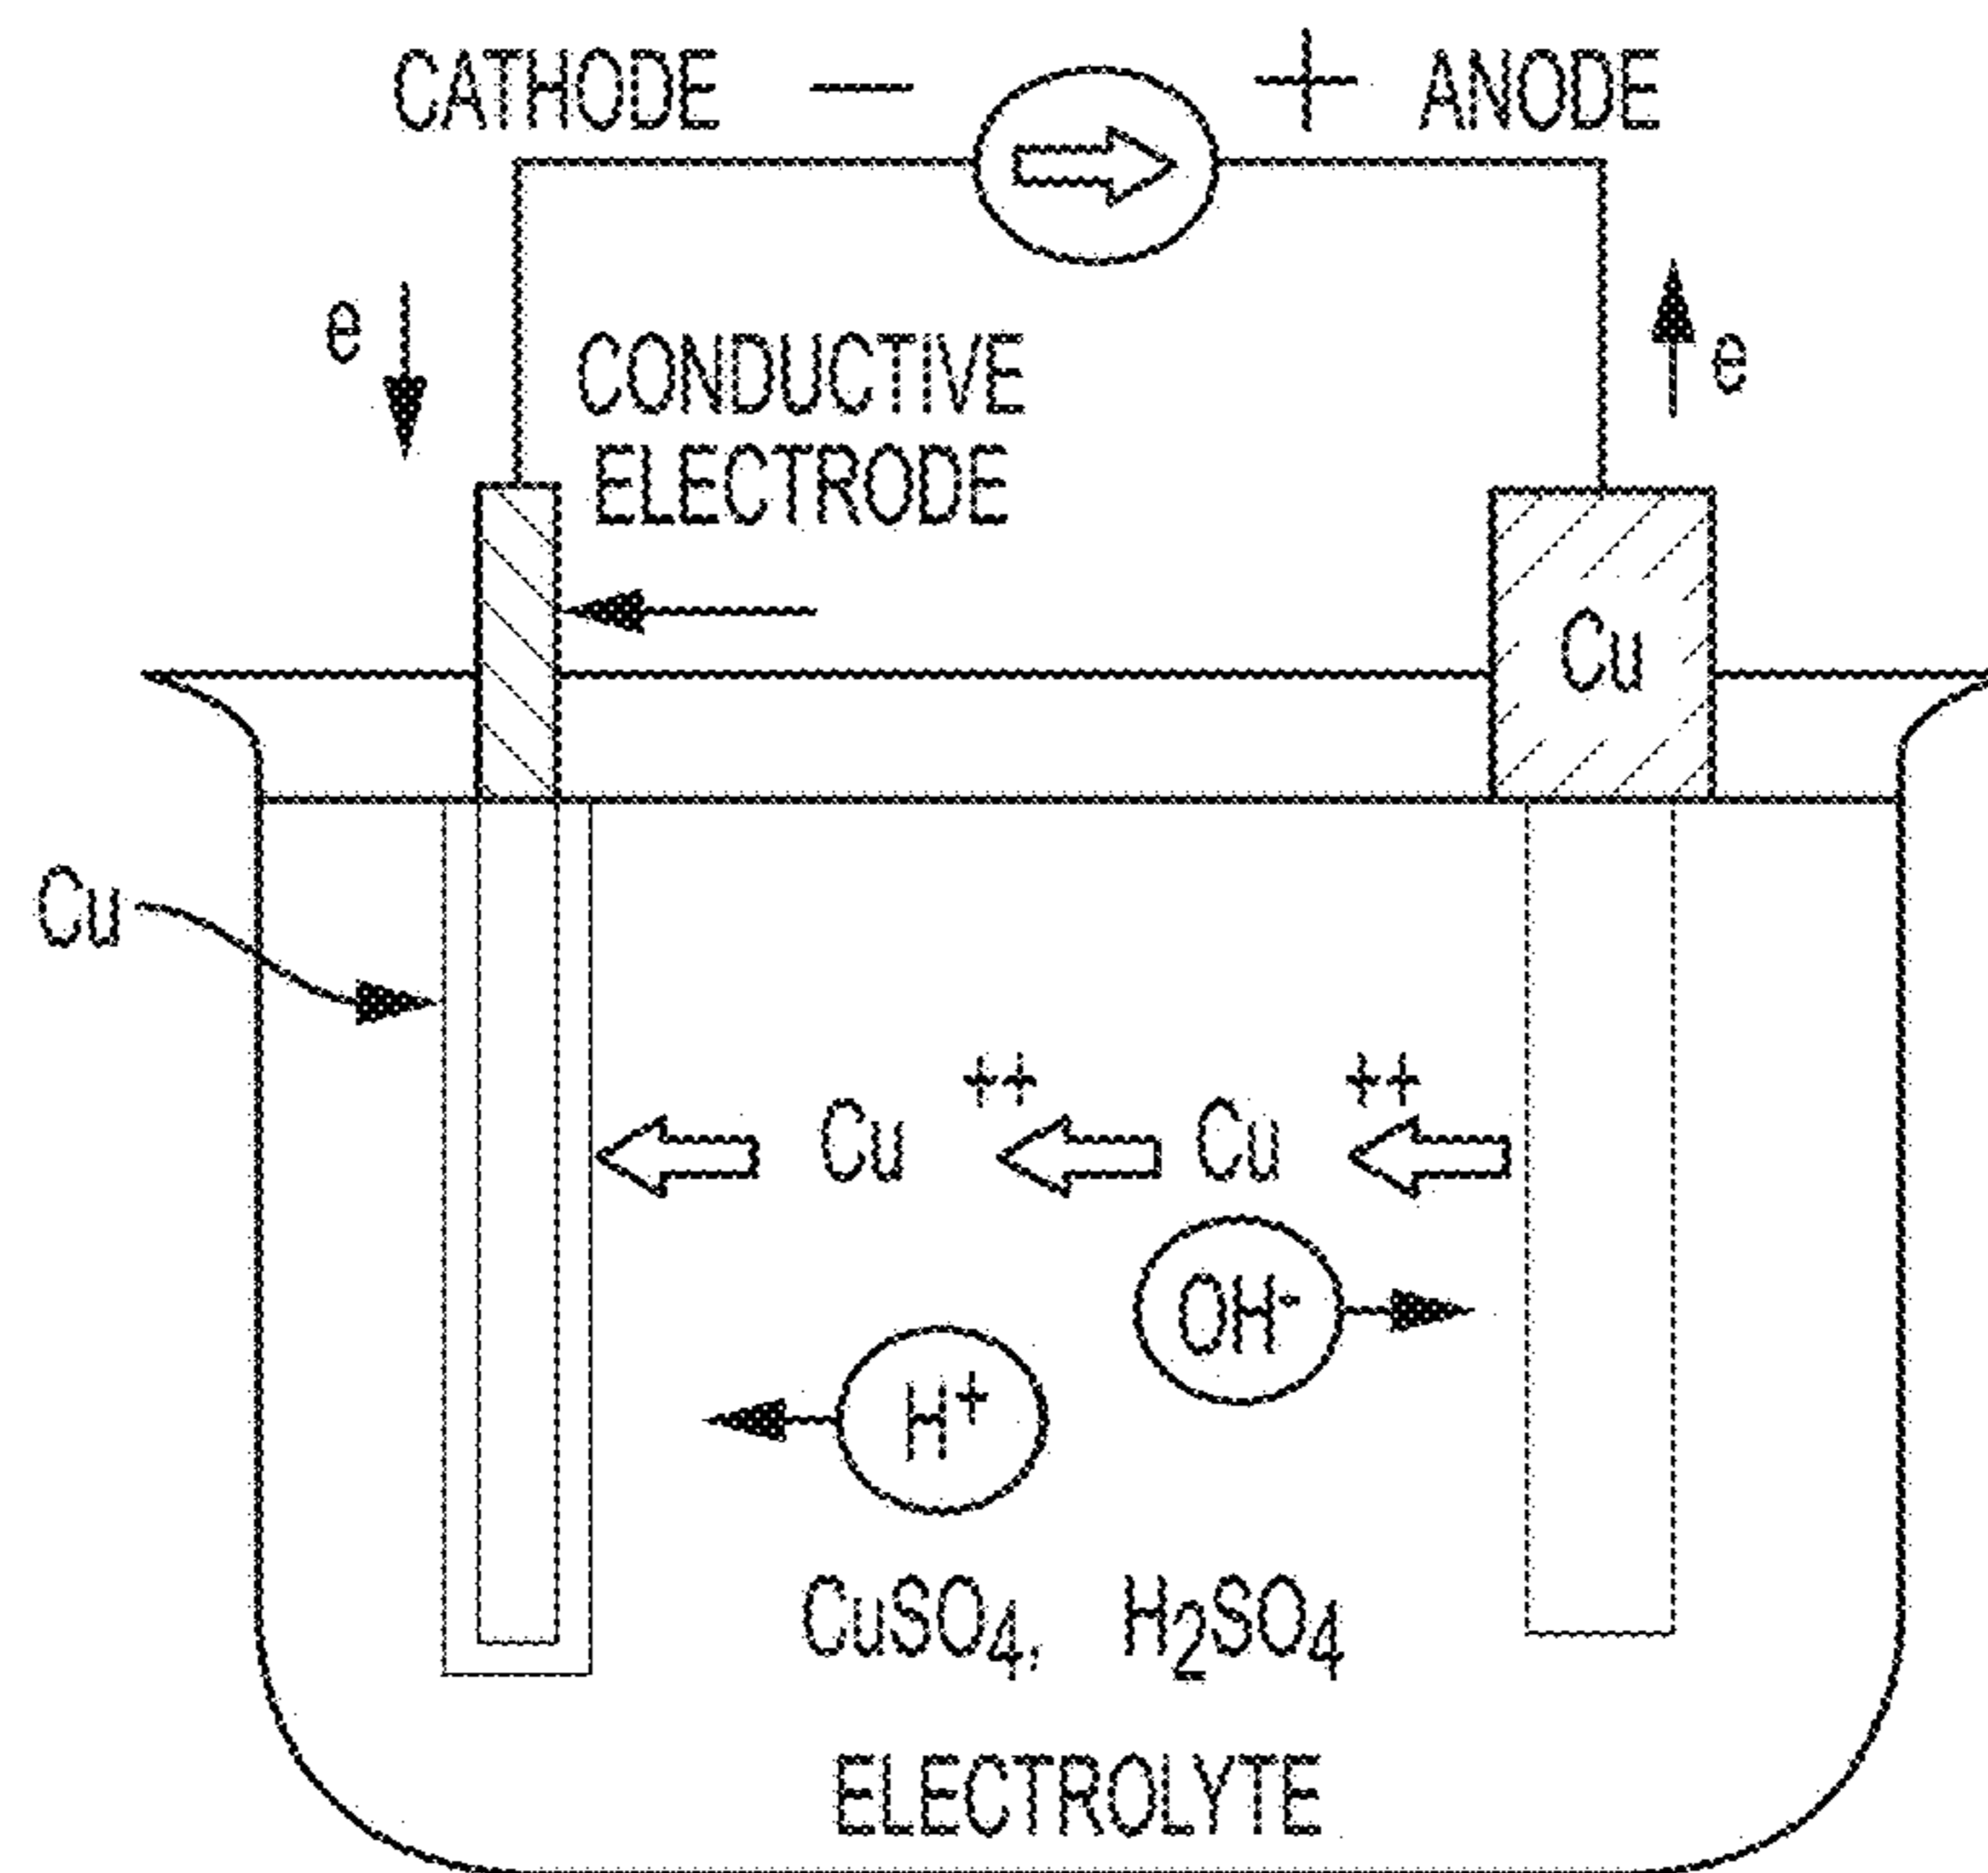 CATHODE — + ANODE
e
CONDUCTIVE
ELECTRODE
e
Cu
Cu
Cu++ Cu++
OH-
H+
CuSO4, H2SO4
ELECTROLYTE